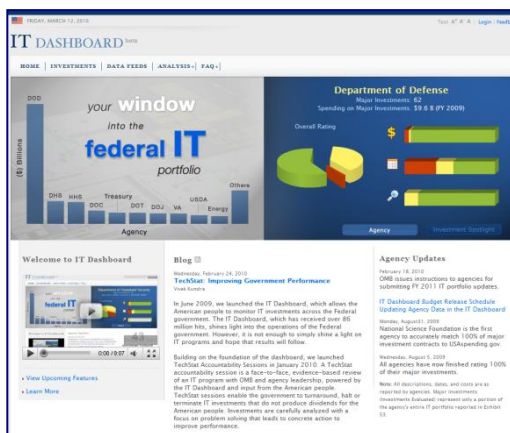 FRIDAY, MARCH 12, 2010
Text A A A | Login | Feedb
IT DASHBOARD beta
HOME | INVESTMENTS | DATA FEEDS | ANALYSIS | FAQ
DOD
your window
into the
federal IT
portfolio
($) Billions
DHS
HHS
DOC
Treasury
DOT
DOJ
VA
USDA
Energy
Others
Agency
Department of Defense
Major Investments: 62
Spending on Major Investments: $9.6 B (FY 2009)
Overall Rating
$
Agency
Investment Spotlight
Welcome to IT Dashboard
federal IT
0:00 / 9:07
View Upcoming Features
Learn More
Blog
Wednesday, February 24, 2010
TechStat: Improving Government Performance
Vivek Kundra
In June 2009, we launched the IT Dashboard, which allows the
American people to monitor IT investments across the Federal
government. The IT Dashboard, which has received over 86
million hits, shines light into the operations of the Federal
government. However, it is not enough to simply shine a light on
IT programs and hope that results will follow.
Building on the foundation of the dashboard, we launched
TechStat Accountability Sessions in January 2010. A TechStat
accountability session is a face-to-face, evidence-based review
of an IT program with OMB and agency leadership, powered by
the IT Dashboard and input from the American people.
TechStat sessions enable the government to turnaround, halt or
terminate IT investments that do not produce dividends for the
American people. Investments are carefully analyzed with a
focus on problem solving that leads to concrete action to
improve performance.
Agency Updates
February 18, 2010
OMB issues instructions to agencies for
submitting FY 2011 IT portfolio updates.
IT Dashboard Budget Release Schedule
Updating Agency Data in the IT Dashboard
Monday, August31, 2009
National Science Foundation is the first
agency to accurately match 100% of major
investment contracts to USAspending.gov.
Wednesday, August 5, 2009
All agencies have now finished rating 100%
of their major investments.
Note: All descriptions, dates, and costs are as
reported by agencies. Major investments
(Investments Evaluated) represent only a portion of
the agency's entire IT portfolio reported in Exhibit
53.